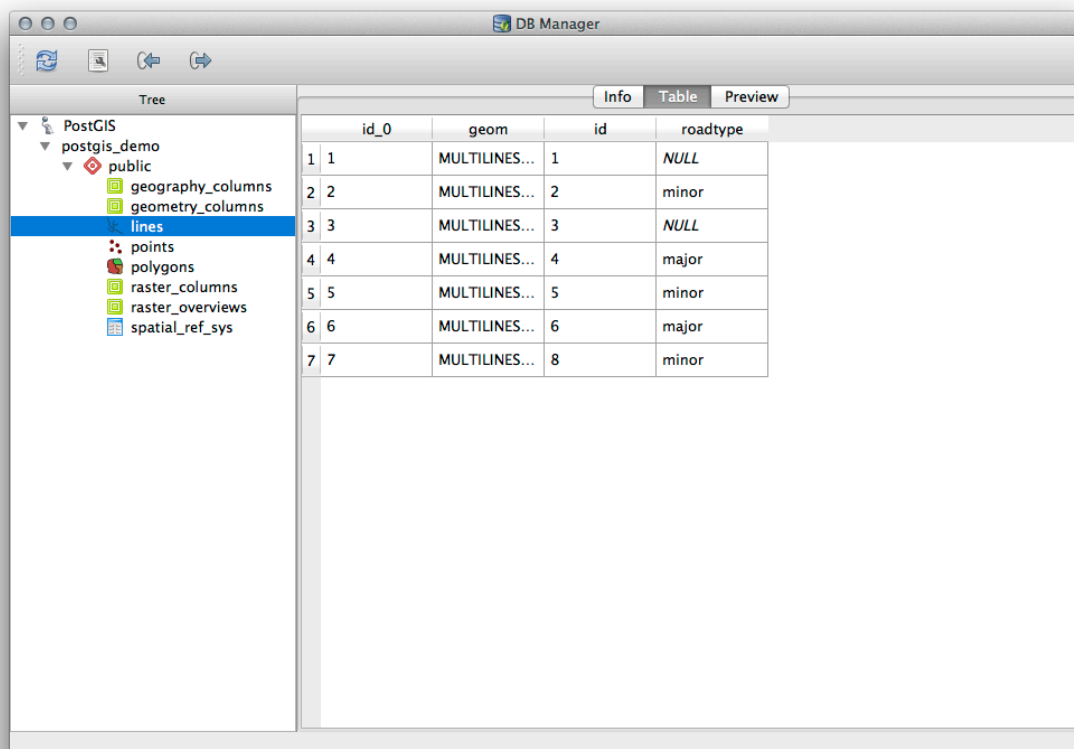 DB Manager
Tree
Info Table Preview
PostGIS
postgis_demo
public
geography_columns
geometry_columns
lines
points
polygons
raster_columns
raster_overviews
spatial_ref_sys
id_0 geom id roadtype
1 1 MULTILINES... 1 NULL
2 2 MULTILINES... 2 minor
3 3 MULTILINES... 3 NULL
4 4 MULTILINES... 4 major
5 5 MULTILINES... 5 minor
6 6 MULTILINES... 6 major
7 7 MULTILINES... 8 minor